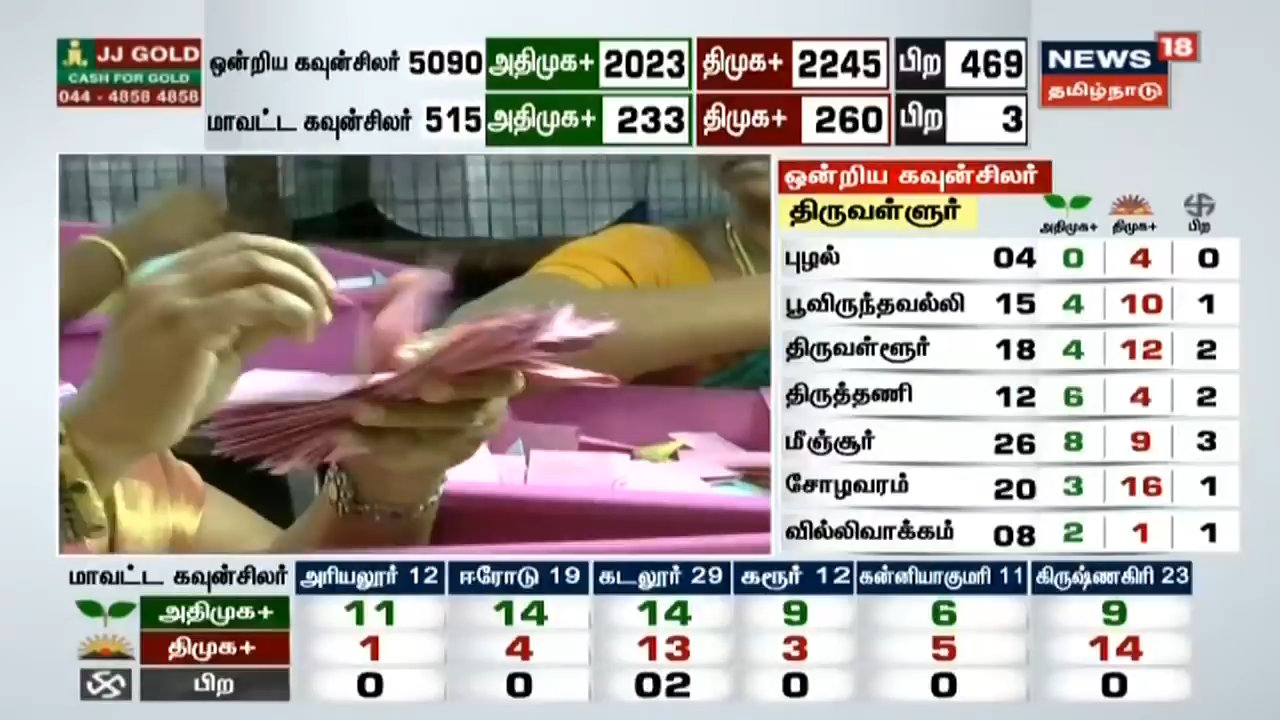 JJ GOLD
CASH FOR GOLD
044 - 4858 4858
ஒன்றிய கவுன்சிலர் 5090 அதிமுக+ 2023 திமுக+ 2245 பிற 469
மாவட்ட கவுன்சிலர் 515 அதிமுக+ 233 திமுக+ 260 பிற 3
NEWS 18
தமிழ்நாடு
ஒன்றிய கவுன்சிலர்
திருவள்ளுர்
அதிமுக+ திமுக+ பிற
புழல் 04 0 4 0
பூவிருந்தவல்லி 15 4 10 1
திருவள்ளூர் 18 4 12 2
திருத்தணி 12 6 4 2
மீஞ்சூர் 26 8 9 3
சோழவரம் 20 3 16 1
வில்லிவாக்கம் 08 2 1 1
மாவட்ட கவுன்சிலர் அரியலூர் 12 ஈரோடு 19 கடலூர் 29 கரூர் 12 கன்னியாகுமரி 11 கிருஷ்ணகிரி 23
அதிமுக+ 11 14 14 9 6 9
திமுக+ 1 4 13 3 5 14
பிற 0 0 02 0 0 0